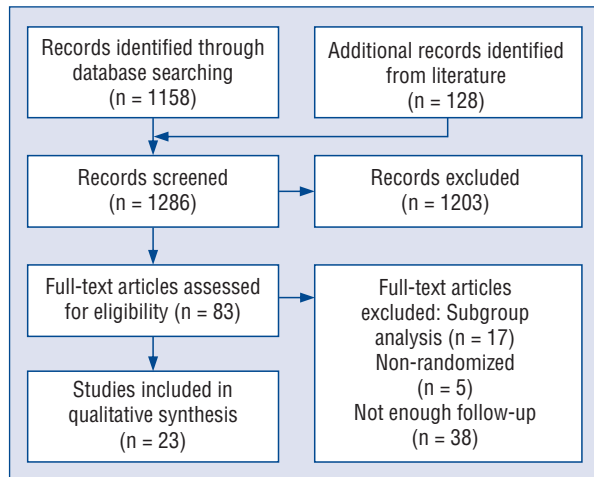 Records identified through
database searching
(n = 1158)
Additional records identified
from literature
(n = 128)
Records screened
(n = 1286)
Records excluded
(n = 1203)
Full-text articles assessed
for eligibility (n = 83)
Full-text articles
excluded: Subgroup
analysis (n = 17)
Non-randomized
(n = 5)
Not enough follow-up
(n = 38)
Studies included in
qualitative synthesis
(n = 23)